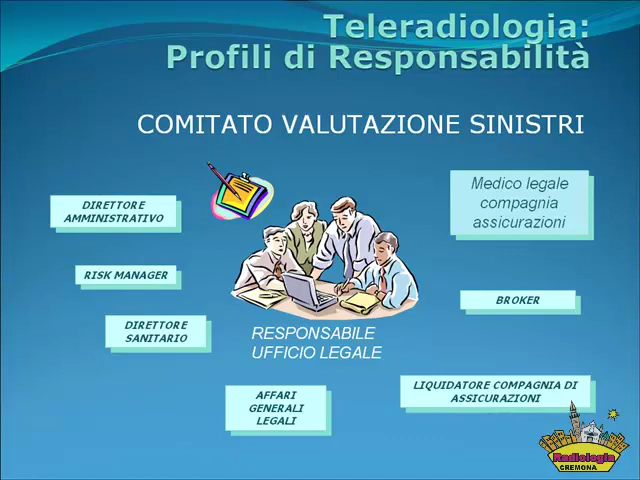 Teleradiologia:
Profili di Responsabilità
COMITATO VALUTAZIONE SINISTRI
DIRETTORE
AMMINISTRATIVO
Medico legale
compagnia
assicurazioni
RISK MANAGER
BROKER
DIRETTORE
SANITARIO
RESPONSABILE
UFFICIO LEGALE
AFFARI
GENERALI
LEGALI
LIQUIDATORE COMPAGNIA DI
ASSICURAZIONI
Radiologia
CREMONA